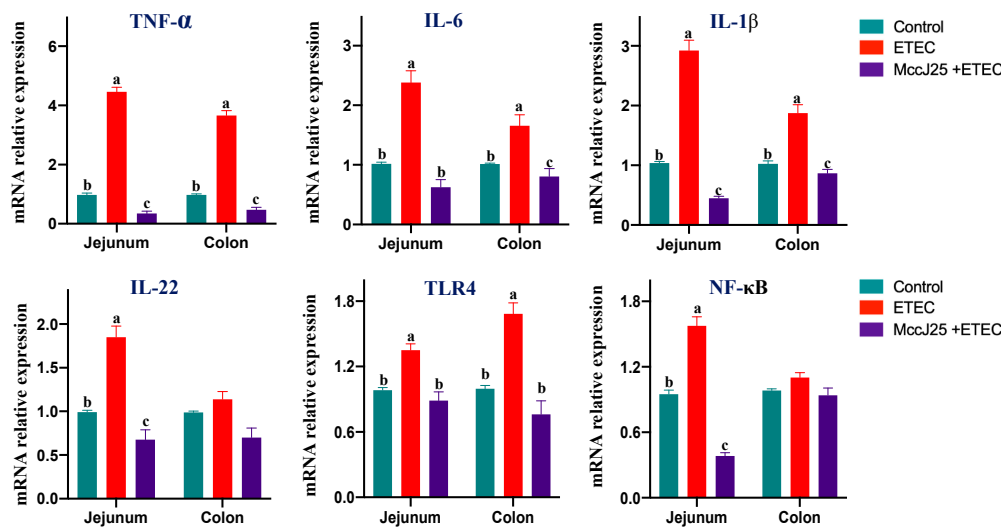 TNF-α
IL-6
IL-1β
Control
ETEC
MccJ25 +ETEC
mRNA relative expression
6
4
2
0
b
a
c
b
a
c
Jejunum
Colon
mRNA relative expression
3
2
1
0
b
a
b
b
a
c
Jejunum
Colon
mRNA relative expression
3
2
1
0
b
a
c
b
a
c
Jejunum
Colon
IL-22
TLR4
NF-κB
Control
ETEC
MccJ25 +ETEC
mRNA relative expression
2.0
1.5
1.0
0.5
0.0
b
a
c
Jejunum
Colon
mRNA relative expression
1.8
1.2
0.6
0.0
b
a
b
b
a
b
Jejunum
Colon
mRNA relative expression
1.8
1.2
0.6
0.0
b
a
c
Jejunum
Colon